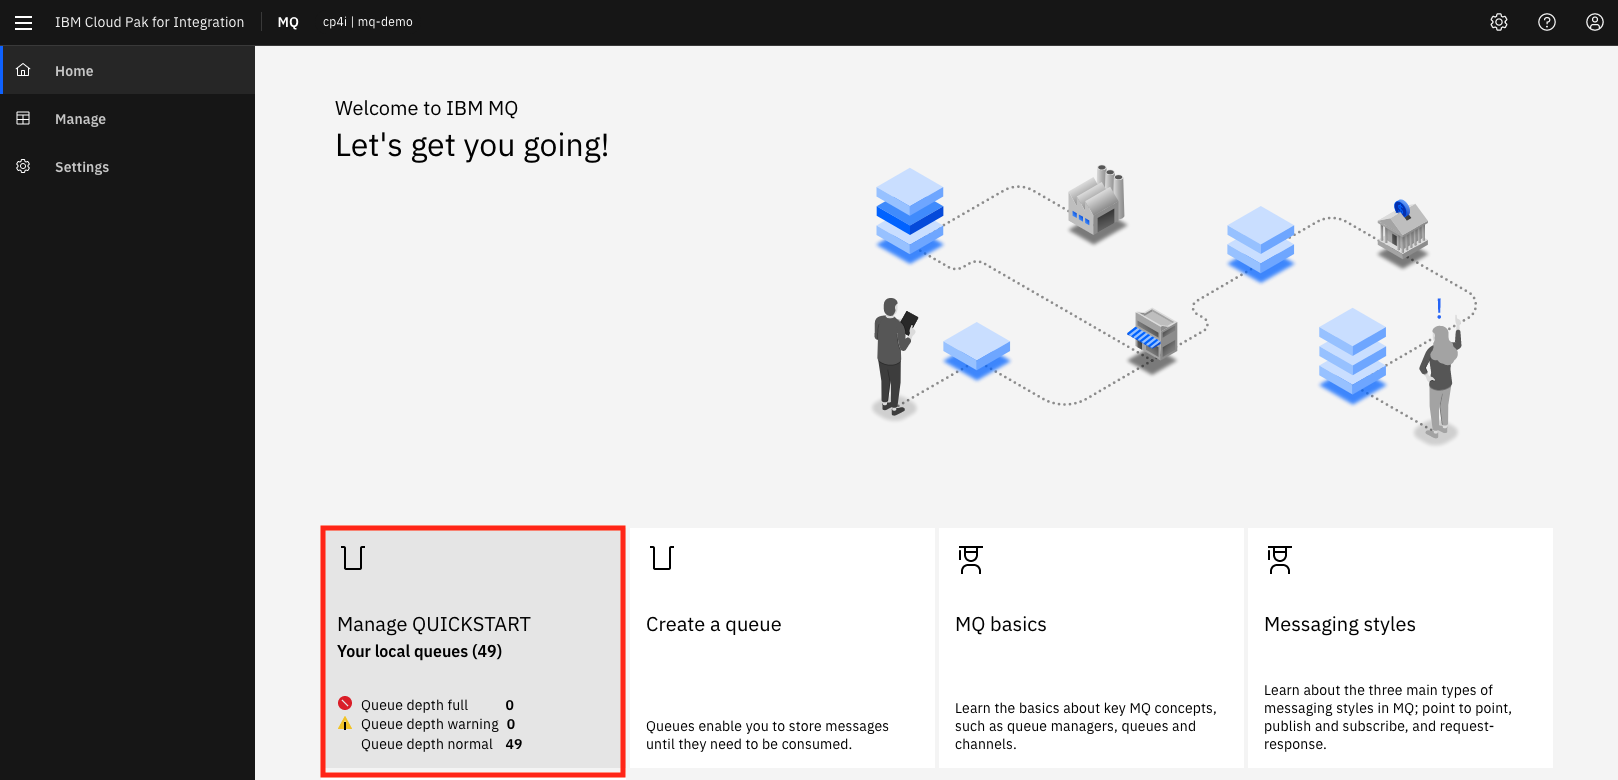 IBM Cloud Pak for Integration MQ cp4i | mq-demo
Home
Manage
Settings
Welcome to IBM MQ
Let's get you going!
!
Manage QUICKSTART
Your local queues (49)
Queue depth full 0
Queue depth warning 0
Queue depth normal 49
Create a queue
Queues enable you to store messages
until they need to be consumed.
MQ basics
Learn the basics about key MQ concepts,
such as queue managers, queues and
channels.
Messaging styles
Learn about the three main types of
messaging styles in MQ; point to point,
publish and subscribe, and request-
response.